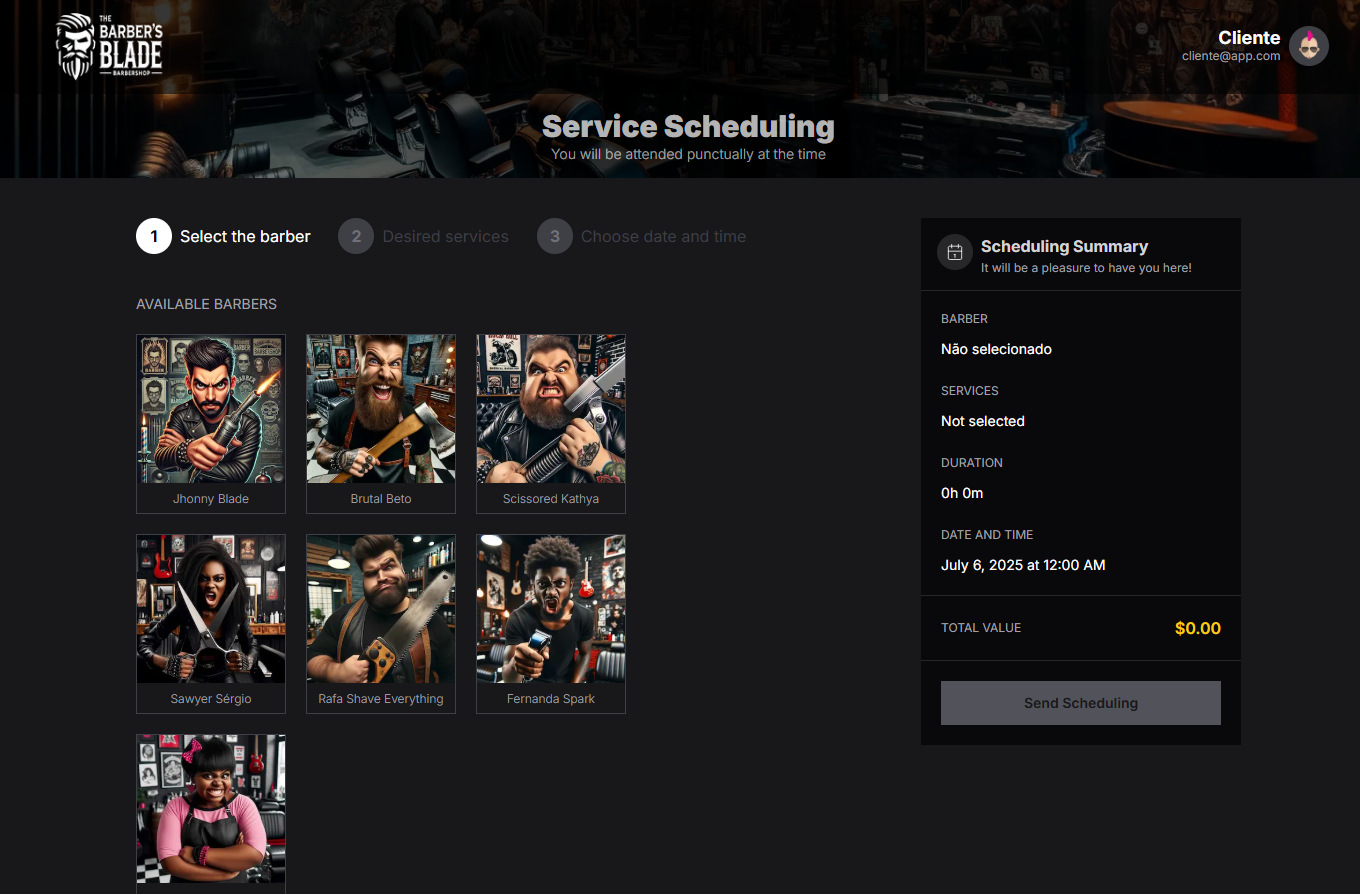 THE
BARBER'S
BLADE
BARBERSHOP
Cliente
cliente@app.com
Service Scheduling
You will be attended punctually at the time
1 Select the barber 2 Desired services 3 Choose date and time
Scheduling Summary
It will be a pleasure to have you here!
AVAILABLE BARBERS
Jhonny Blade
Brutal Beto
Scissored Kathya
Sawyer Sérgio
Rafa Shave Everything
Fernanda Spark
BARBER
Não selecionado
SERVICES
Not selected
DURATION
0h 0m
DATE AND TIME
July 6, 2025 at 12:00 AM
TOTAL VALUE $0.00
Send Scheduling